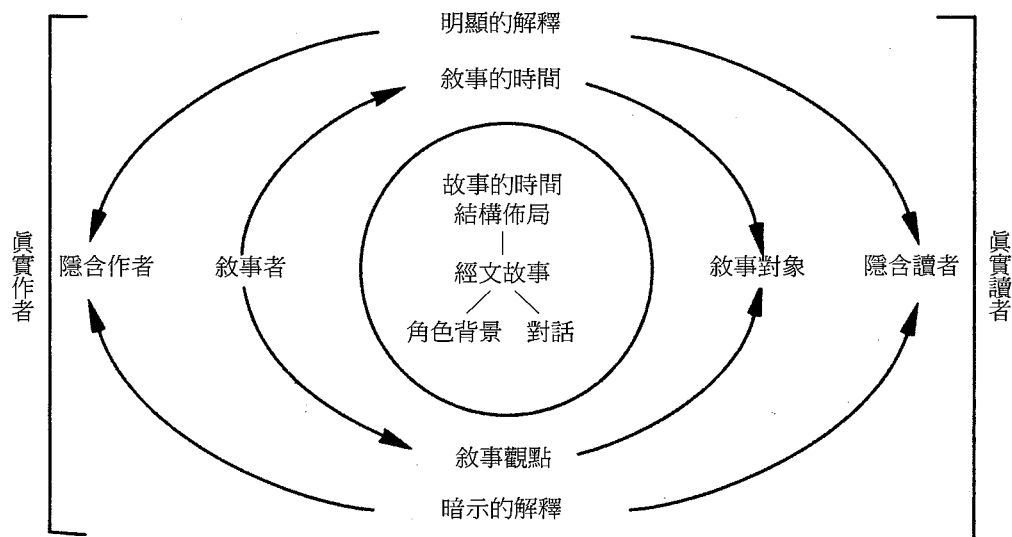 明顯的解釋
敘事的時間
故事的時間
結構佈局
眞實作者
隱含作者
敘事者
經文故事
敘事對象
隱含讀者
眞實讀者
角色背景
對話
敘事觀點
暗示的解釋